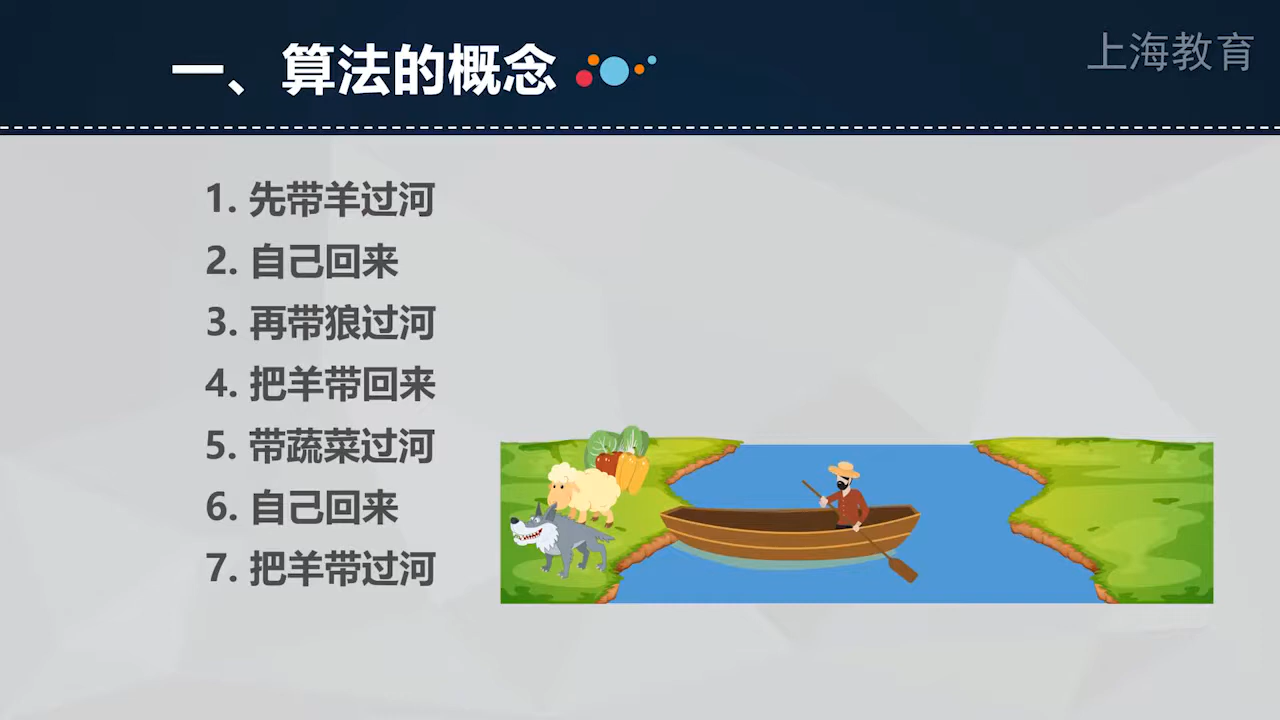 一、算法的概念
上海教育
1. 先带羊过河
2. 自己回来
3. 再带狼过河
4. 把羊带回来
5. 带蔬菜过河
6. 自己回来
7. 把羊带过河